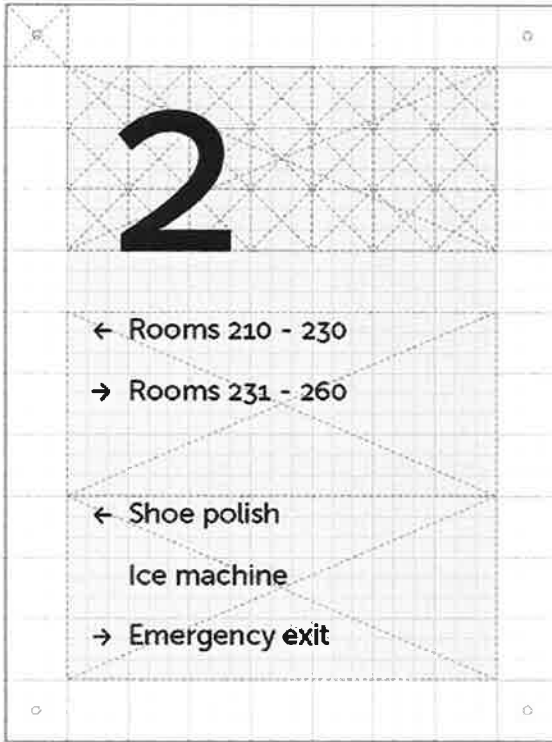 2
← Rooms 210 - 230
→ Rooms 231 - 260
← Shoe polish
Ice machine
→ Emergency exit